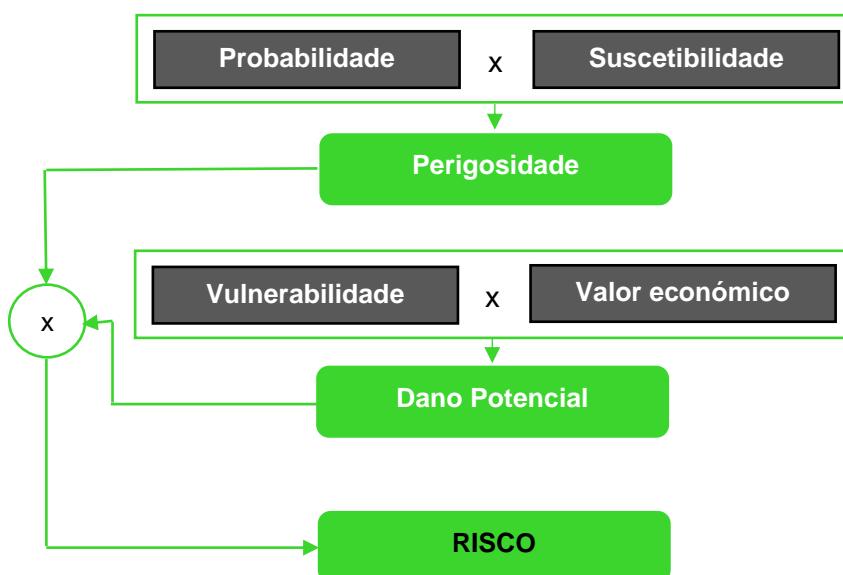 Probabilidade x Suscetibilidade
Perigosidade
Vulnerabilidade x Valor económico
x
Dano Potencial
RISCO